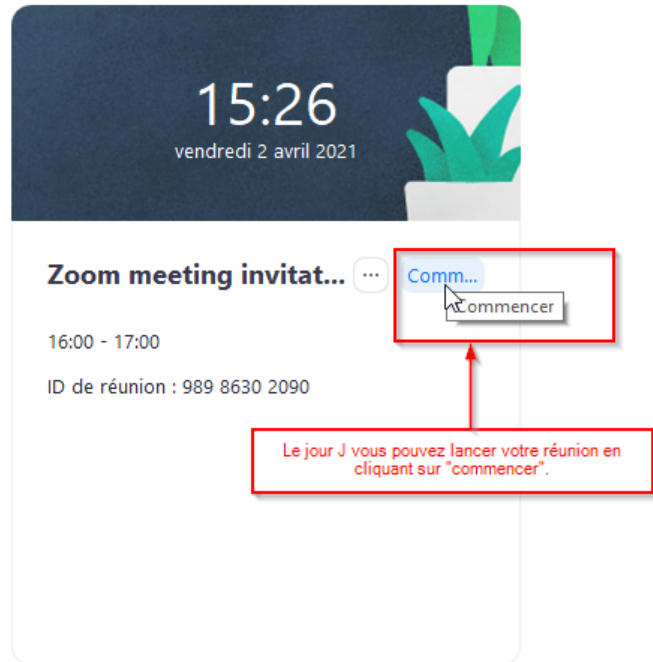 15:26
vendredi 2 avril 2021
Zoom meeting invitat... ... Comm...
Commencer
16:00 - 17:00
ID de réunion : 989 8630 2090
Le jour J vous pouvez lancer votre réunion en
cliquant sur "commencer".